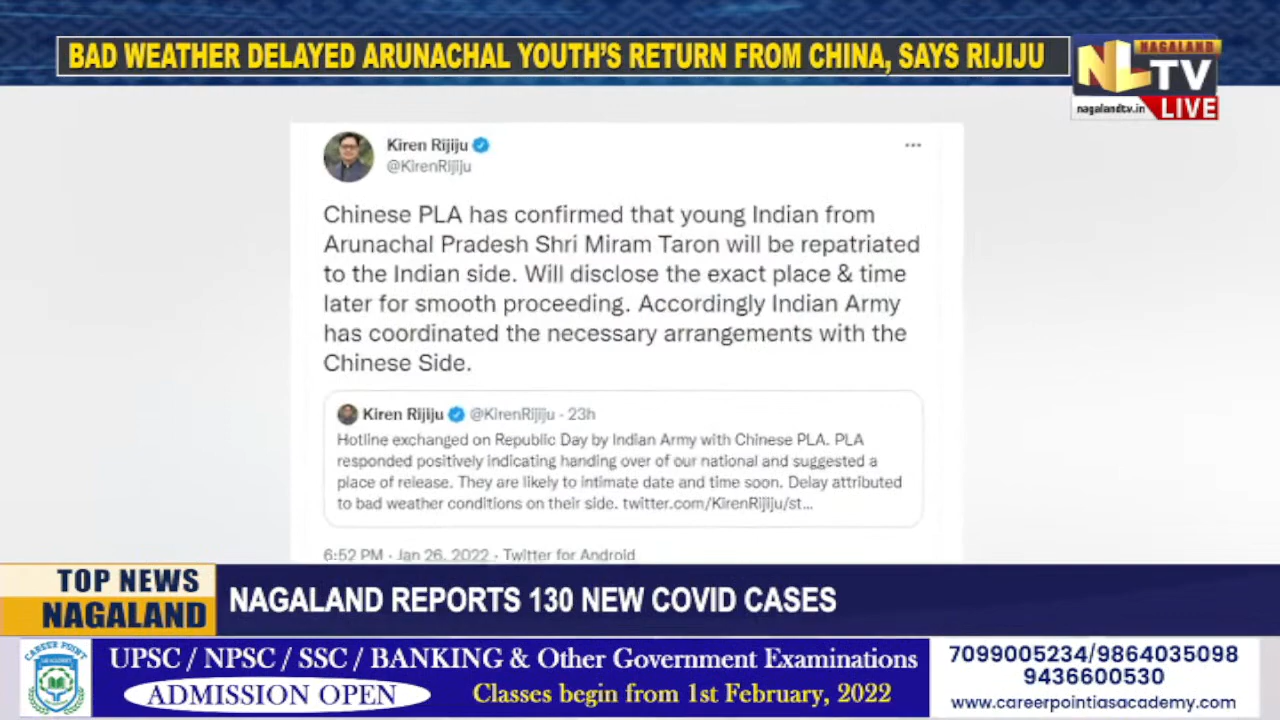 BAD WEATHER DELAYED ARUNACHAL YOUTH'S RETURN FROM CHINA, SAYS RIJIJU
NAGALAND
NLTV
nagalandtv.in LIVE
Kiren Rijiju
@KirenRijiju
Chinese PLA has confirmed that young Indian from
Arunachal Pradesh Shri Miram Taron will be repatriated
to the Indian side. Will disclose the exact place & time
later for smooth proceeding. Accordingly Indian Army
has coordinated the necessary arrangements with the
Chinese Side.
Kiren Rijiju @KirenRijiju · 23h
Hotline exchanged on Republic Day by Indian Army with Chinese PLA. PLA
responded positively indicating handing over of our national and suggested a
place of release. They are likely to intimate date and time soon. Delay attributed
to bad weather conditions on their side. twitter.com/KirenRijiju/st...
6:52 PM · Jan 26, 2022 · Twitter for Android
TOP NEWS
NAGALAND
NAGALAND REPORTS 130 NEW COVID CASES
CAREER POINT
UPSC / NPSC / SSC / BANKING & Other Government Examinations
ADMISSION OPEN
Classes begin from 1st February, 2022
7099005234/9864035098
9436600530
www.careerpointiasacademy.com